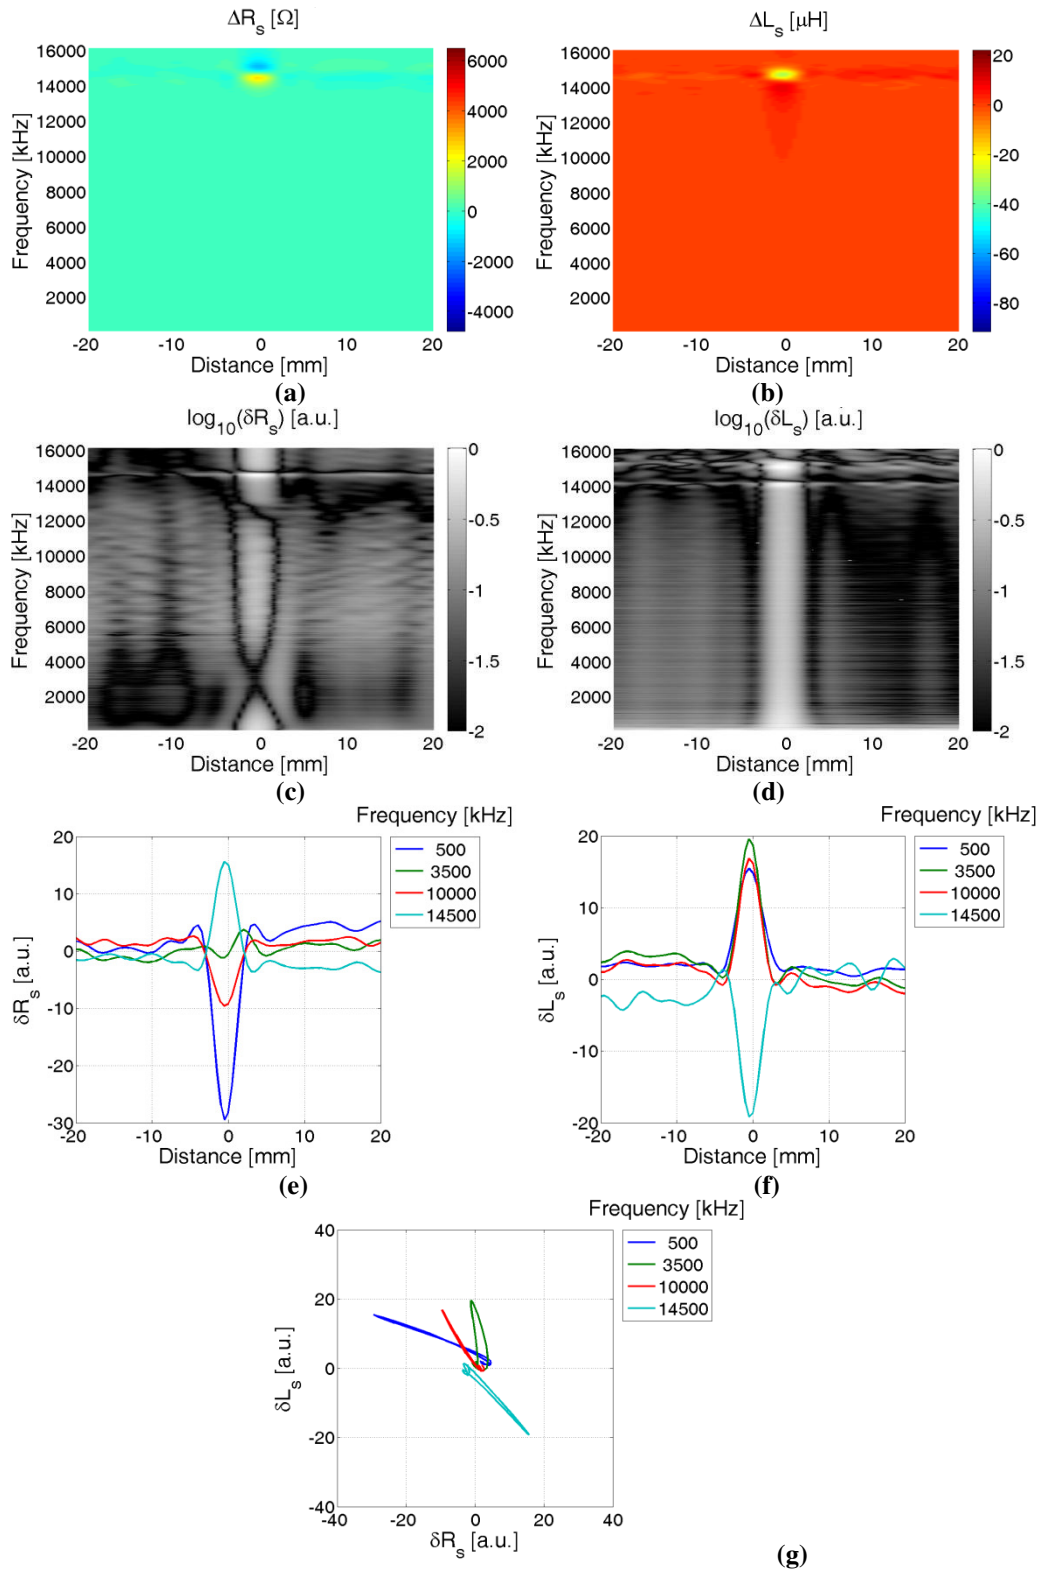 ΔR_s [Ω]
ΔL_s [μH]
16000
14000
12000
10000
8000
6000
4000
2000
Frequency [kHz]
-20 -10 0 10 20
Distance [mm]
6000
4000
2000
0
-2000
-4000
16000
14000
12000
10000
8000
6000
4000
2000
Frequency [kHz]
-20 -10 0 10 20
Distance [mm]
20
0
-20
-40
-60
-80
(a)
(b)
log10(δR_s) [a.u.]
log10(δL_s) [a.u.]
16000
14000
12000
10000
8000
6000
4000
2000
Frequency [kHz]
-20 -10 0 10 20
Distance [mm]
0
-0.5
-1
-1.5
-2
16000
14000
12000
10000
8000
6000
4000
2000
Frequency [kHz]
-20 -10 0 10 20
Distance [mm]
0
-0.5
-1
-1.5
-2
(c)
(d)
Frequency [kHz]
500
3500
10000
14500
20
10
0
-10
-20
-30
δR_s [a.u.]
-20 -10 0 10 20
Distance [mm]
(e)
Frequency [kHz]
500
3500
10000
14500
20
10
0
-10
-20
δL_s [a.u.]
-20 -10 0 10 20
Distance [mm]
(f)
Frequency [kHz]
500
3500
10000
14500
40
20
0
-20
-40
δL_s [a.u.]
-40 -20 0 20 40
δR_s [a.u.]
(g)